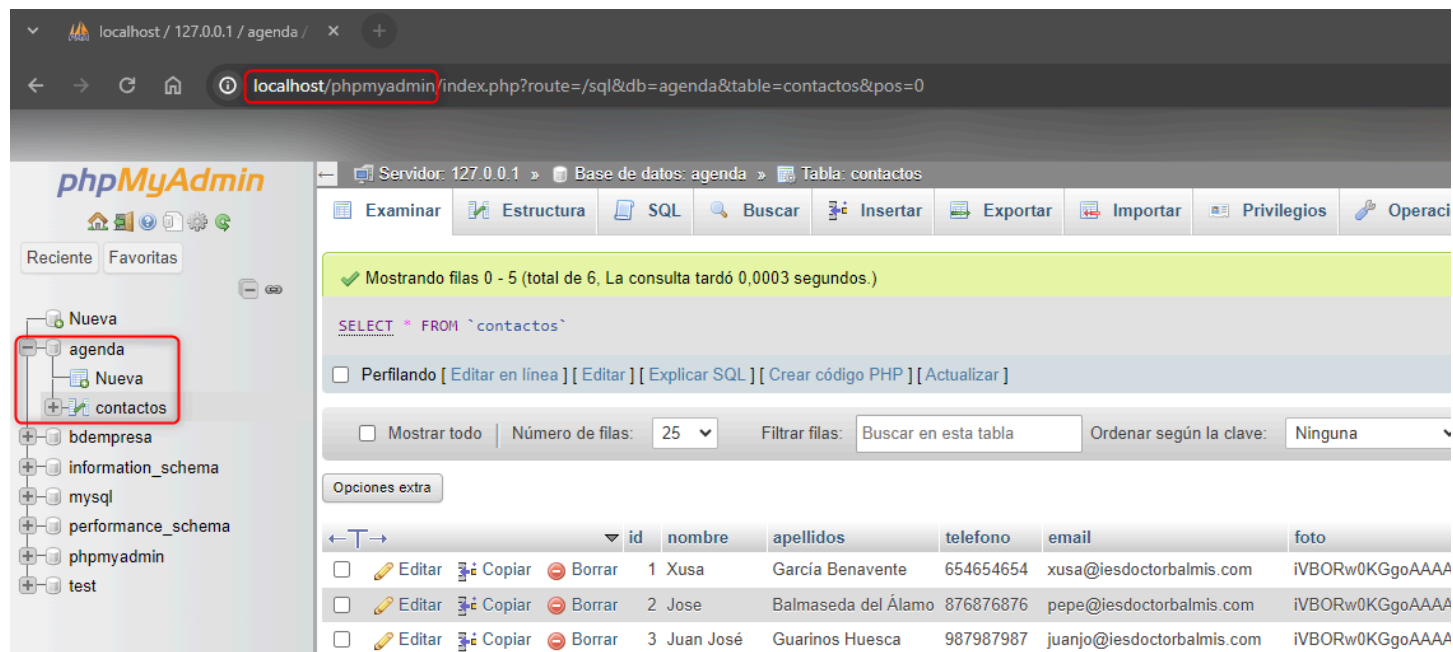 localhost / 127.0.0.1 / agenda /
localhost/phpmyadmin/index.php?route=/sql&db=agenda&table=contactos&pos=0
phpMyAdmin
Reciente Favoritas
Nueva
agenda
Nueva
contactos
bdempresa
information_schema
mysql
performance_schema
phpmyadmin
test
Servidor: 127.0.0.1 » Base de datos: agenda » Tabla: contactos
Examinar Estructura SQL Buscar Insertar Exportar Importar Privilegios Operaci
Mostrando filas 0 - 5 (total de 6, La consulta tardó 0,0003 segundos.)
SELECT * FROM `contactos`
Perfilando [ Editar en línea ] [ Editar ] [ Explicar SQL ] [ Crear código PHP ] [ Actualizar ]
Mostrar todo | Número de filas: 25 Filtrar filas: Buscar en esta tabla Ordenar según la clave: Ninguna
Opciones extra
id nombre apellidos telefono email foto
Editar Copiar Borrar 1 Xusa García Benavente 654654654 xusa@iesdoctorbalmis.com iVBORw0KGgoAAAA
Editar Copiar Borrar 2 Jose Balmaseda del Álamo 876876876 pepe@iesdoctorbalmis.com iVBORw0KGgoAAAA
Editar Copiar Borrar 3 Juan José Guarinos Huesca 987987987 juanjo@iesdoctorbalmis.com iVBORw0KGgoAAAA